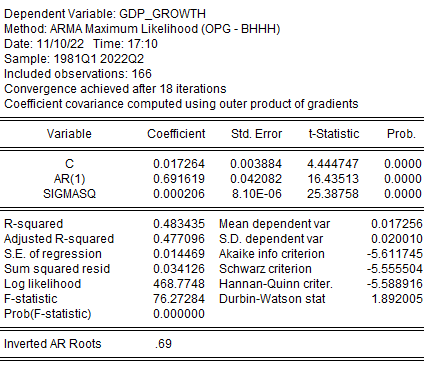 Dependent Variable: GDP_GROWTH
Method: ARMA Maximum Likelihood (OPG - BHHH)
Date: 11/10/22 Time: 17:10
Sample: 1981Q1 2022Q2
Included observations: 166
Convergence achieved after 18 iterations
Coefficient covariance computed using outer product of gradients
Variable Coefficient Std. Error t-Statistic Prob.
C 0.017264 0.003884 4.444747 0.0000
AR(1) 0.691619 0.042082 16.43513 0.0000
SIGMASQ 0.000206 8.10E-06 25.38758 0.0000
R-squared 0.483435 Mean dependent var 0.017256
Adjusted R-squared 0.477096 S.D. dependent var 0.020010
S.E. of regression 0.014469 Akaike info criterion -5.611745
Sum squared resid 0.034126 Schwarz criterion -5.555504
Log likelihood 468.7748 Hannan-Quinn criter. -5.588916
F-statistic 76.27284 Durbin-Watson stat 1.892005
Prob(F-statistic) 0.000000
Inverted AR Roots .69